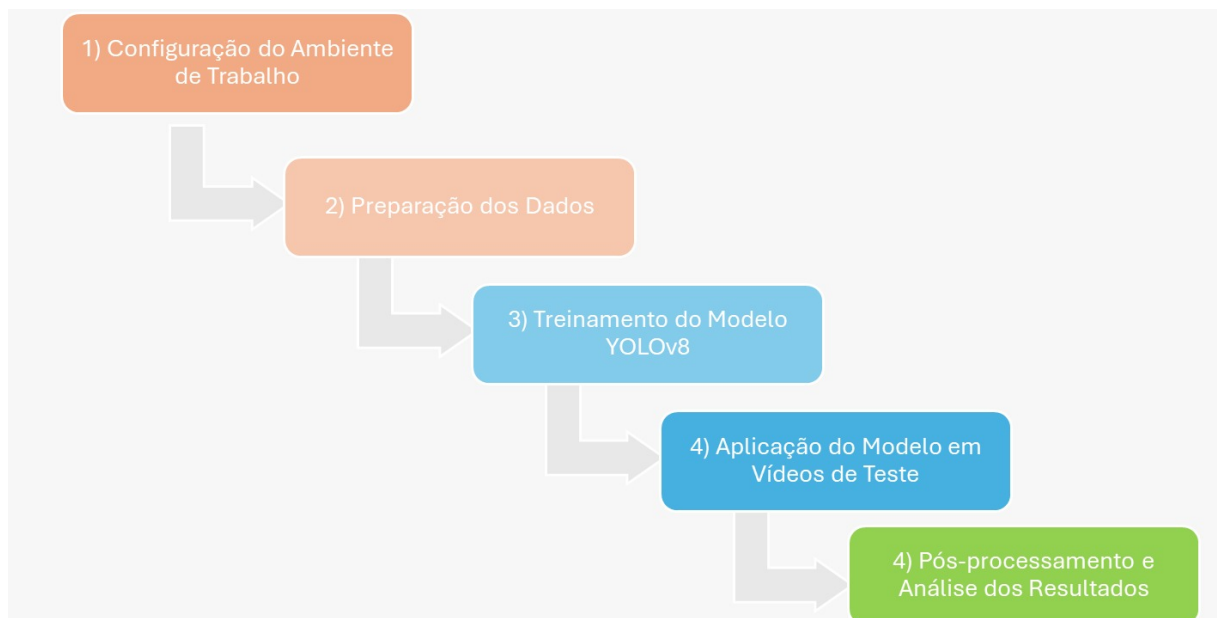 1) Configuração do Ambiente
de Trabalho
2) Preparação dos Dados
3) Treinamento do Modelo
YOLOv8
4) Aplicação do Modelo em
Vídeos de Teste
4) Pós-processamento e
Análise dos Resultados